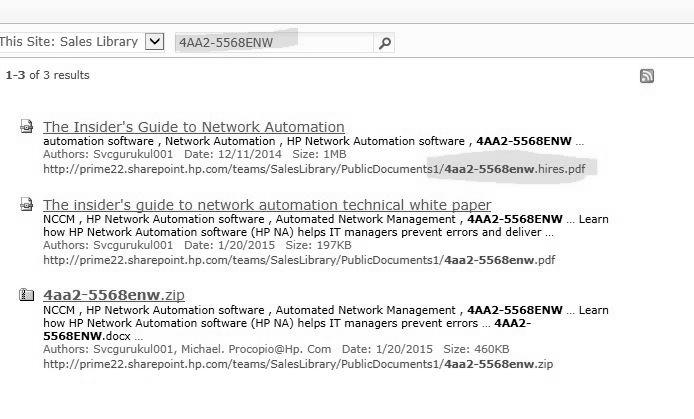 This Site: Sales Library 4AA2-5568ENW
1-3 of 3 results
The Insider's Guide to Network Automation
automation software , Network Automation , HP Network Automation software , 4AA2-5568ENW ...
Authors: Svcgurukul001 Date: 12/11/2014 Size: 1MB
http://prime22.sharepoint.hp.com/teams/SalesLibrary/PublicDocuments1/4aa2-5568enw.hires.pdf
The insider's guide to network automation technical white paper
NCCM , HP Network Automation software , Automated Network Management , 4AA2-5568ENW ... Learn
how HP Network Automation software (HP NA) helps IT managers prevent errors and deliver ...
Authors: Svcgurukul001 Date: 1/20/2015 Size: 197KB
http://prime22.sharepoint.hp.com/teams/SalesLibrary/PublicDocuments1/4aa2-5568enw.pdf
4aa2-5568enw.zip
NCCM , HP Network Automation software , Automated Network Management , 4AA2-5568ENW ... Learn
how HP Network Automation software (HP NA) helps IT managers prevent errors ... 4AA2-
5568ENW.docx ...
Authors: Svcgurukul001, Michael. Procopio@Hp. Com Date: 1/20/2015 Size: 460KB
http://prime22.sharepoint.hp.com/teams/SalesLibrary/PublicDocuments1/4aa2-5568enw.zip